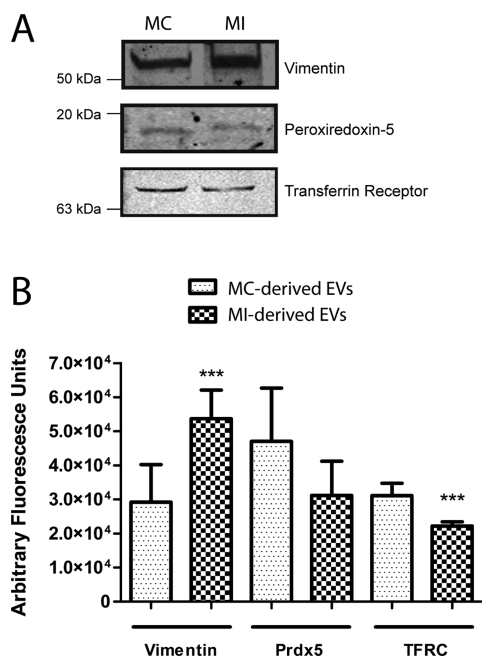 A
MC MI
Vimentin
50 kDa
20 kDa
Peroxiredoxin-5
Transferrin Receptor
63 kDa
B
MC-derived EVs
MI-derived EVs
Arbitrary Fluorescence Units
7.0×10⁴
6.0×10⁴
5.0×10⁴
4.0×10⁴
3.0×10⁴
2.0×10⁴
1.0×10⁴
0
***
***
Vimentin Prdx5 TFRC